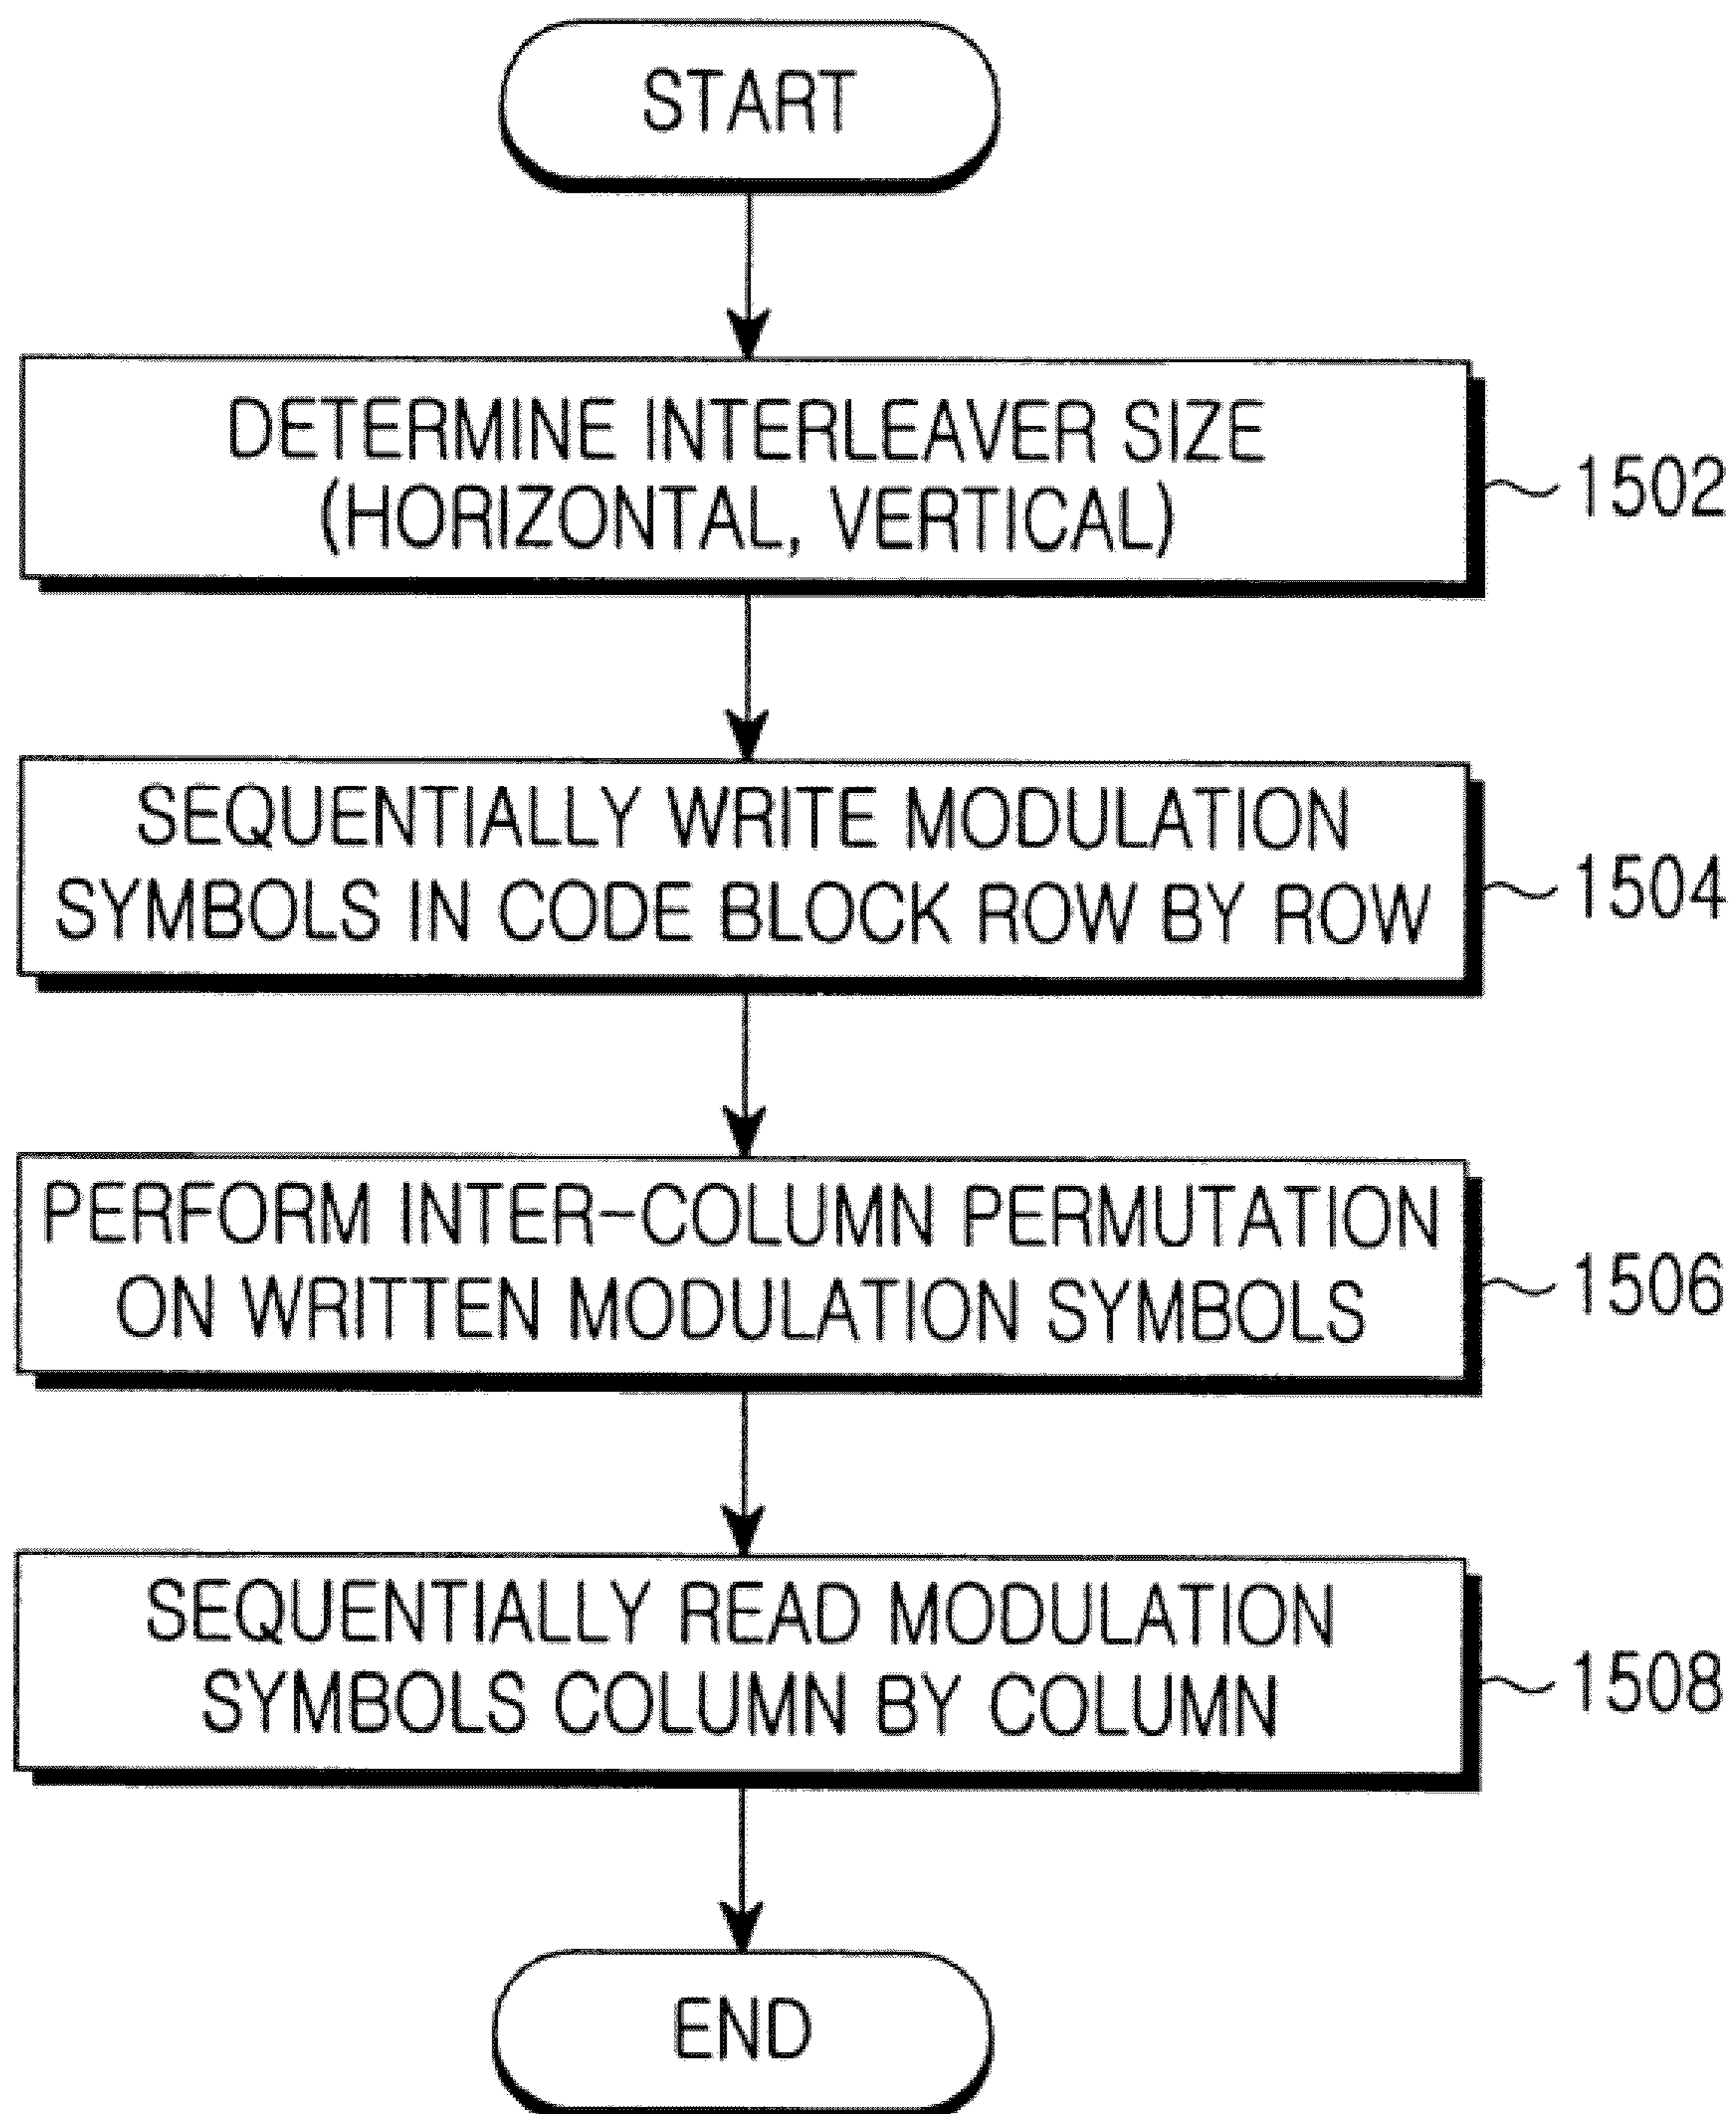 START
DETERMINE INTERLEAVER SIZE
(HORIZONTAL, VERTICAL)
1502
SEQUENTIALLY WRITE MODULATION
SYMBOLS IN CODE BLOCK ROW BY ROW
1504
PERFORM INTER-COLUMN PERMUTATION
ON WRITTEN MODULATION SYMBOLS
1506
SEQUENTIALLY READ MODULATION
SYMBOLS COLUMN BY COLUMN
1508
END